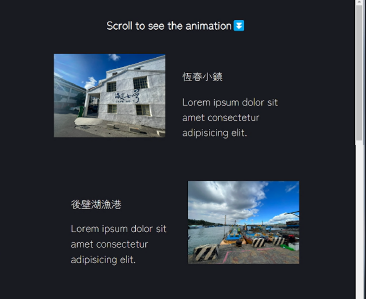 Scroll to see the animation⏬
恆春小鎮
Lorem ipsum dolor sit
amet consectetur
adipisicing elit.
後壁湖漁港
Lorem ipsum dolor sit
amet consectetur
adipisicing elit.